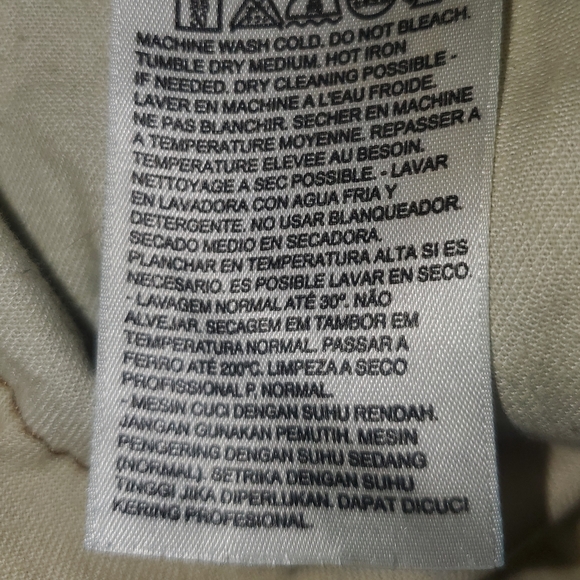 MACHINE WASH COLD. DO NOT BLEACH.
TUMBLE DRY MEDIUM. HOT IRON
IF NEEDED. DRY CLEANING POSSIBLE -
LAVER EN MACHINE A L'EAU FROIDE.
NE PAS BLANCHIR. SECHER EN MACHINE
A TEMPERATURE MOYENNE. REPASSER A
TEMPERATURE ELEVEE AU BESOIN.
NETTOYAGE A SEC POSSIBLE. - LAVAR
EN LAVADORA CON AGUA FRIA Y
DETERGENTE. NO USAR BLANQUEADOR.
SECADO MEDIO EN SECADORA.
PLANCHAR EN TEMPERATURA ALTA SI ES
NECESARIO. ES POSIBLE LAVAR EN SECO.
- LAVAGEM NORMAL ATÉ 30º. NÃO
ALVEJAR. SECAGEM EM TAMBOR EM
TEMPERATURA NORMAL. PASSAR A
FERRO ATÉ 200ºC. LIMPEZA A SECO
PROFISSIONAL P, NORMAL.
- MESIN CUCI DENGAN SUHU RENDAH.
JANGAN GUNAKAN PEMUTIH. MESIN
PENGERING DENGAN SUHU SEDANG
(NORMAL). SETRIKA DENGAN SUHU
TINGGI JIKA DIPERLUKAN. DAPAT DICUCI
KERING PROFESIONAL.